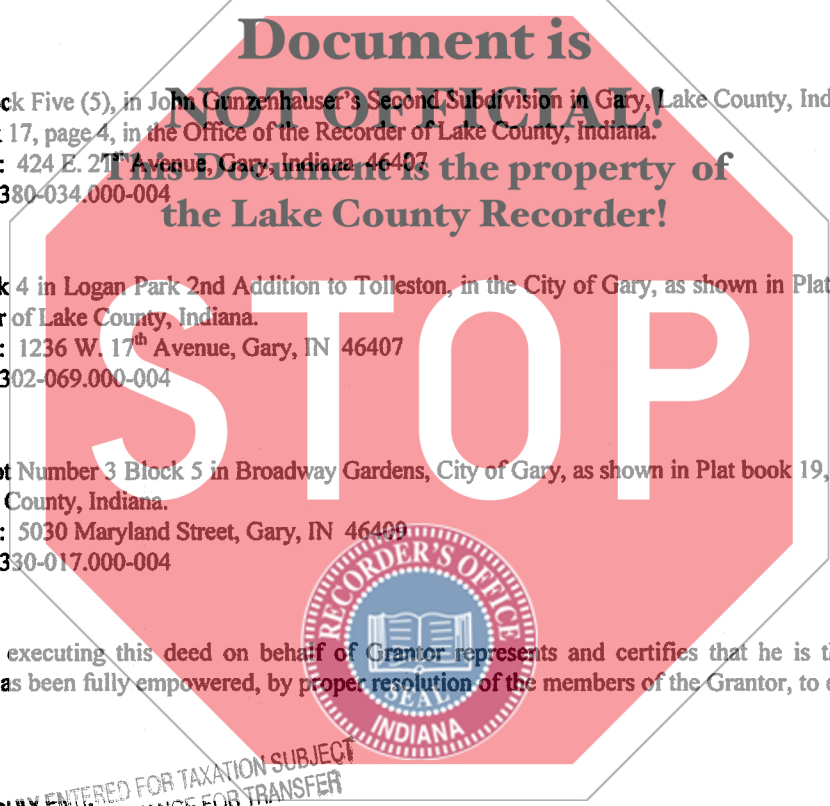 Document is
NOT OFFICIAL!
This Document is the property of
the Lake County Recorder!
STOP
ck Five (5), in John Gunzenhauser's Second Subdivision in Gary, Lake County, Ind
17, page 4, in the Office of the Recorder of Lake County, Indiana.
: 424 E. Avenue, Gary, Indiana 46407
380-034.000-004
k 4 in Logan Park 2nd Addition to Tolleston, in the City of Gary, as shown in Plat
r of Lake County, Indiana.
: 1236 W. 17th Avenue, Gary, IN 46407
302-069.000-004
ot Number 3 Block 5 in Broadway Gardens, City of Gary, as shown in Plat book 19,
County, Indiana.
: 5030 Maryland Street, Gary, IN 46409
330-017.000-004
executing this deed on behalf of Grantor represents and certifies that he is th
as been fully empowered, by proper resolution of the members of the Grantor, to e
RECORDER'S OFFICE
SEAL
INDIANA
ENTERED FOR TAXATION SUBJECT
FOR TRANSFER